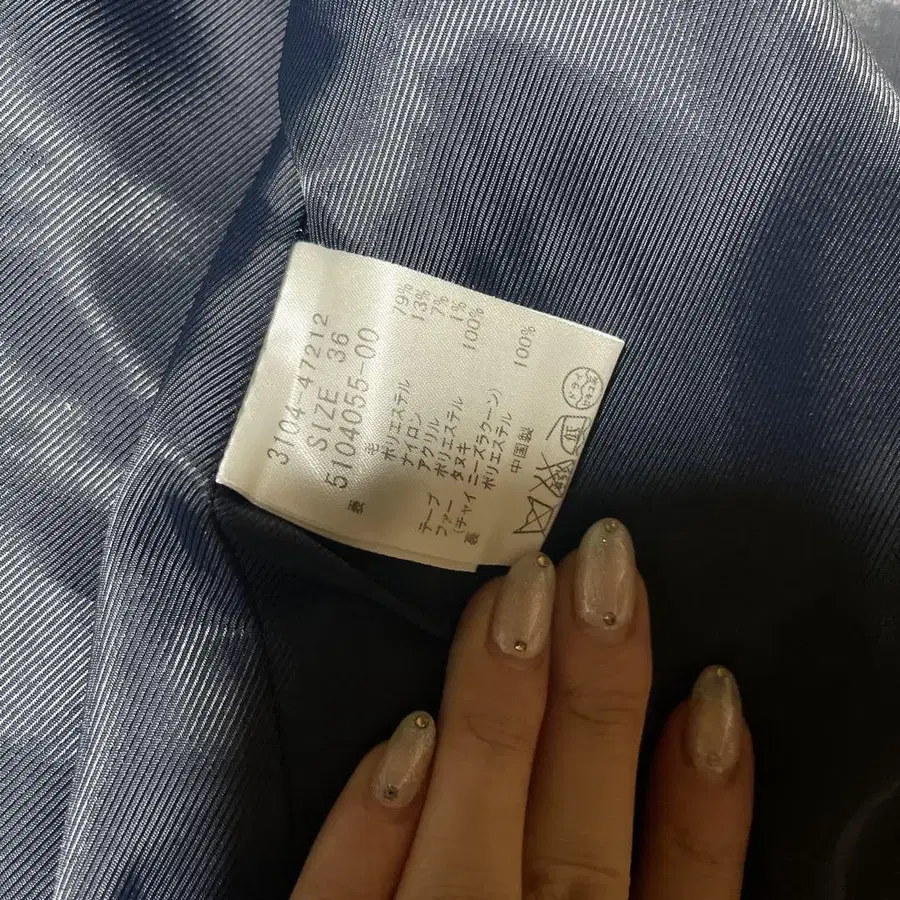 3104-47212
SIZE 36
5104055-00
表 毛 79%
ポリエステル 13%
ナイロン 7%
アクリル 1%
テープ ポリエステル 100%
ファー タヌキ
(チャイニーズラクーン)
裏 ポリエステル 100%
中国製
ドライ